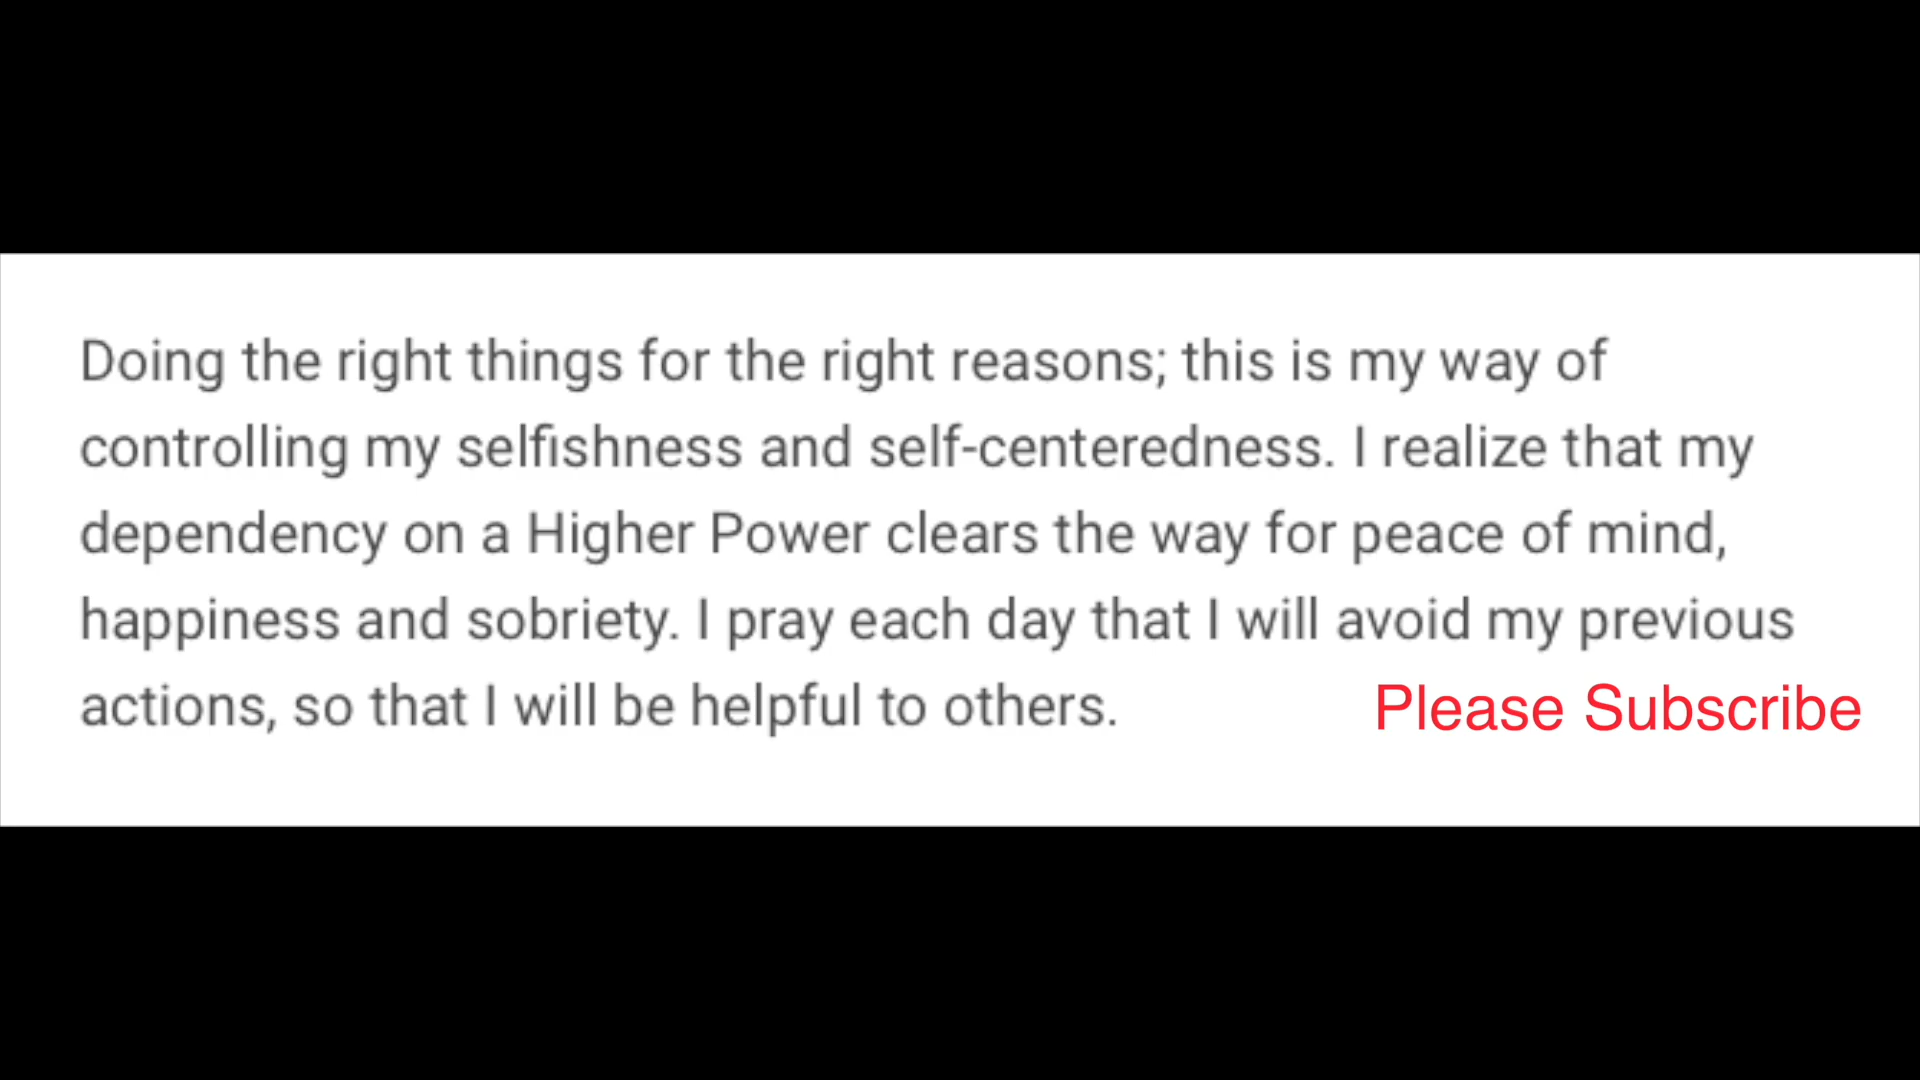 Doing the right things for the right reasons; this is my way of
controlling my selfishness and self-centeredness. I realize that my
dependency on a Higher Power clears the way for peace of mind,
happiness and sobriety. I pray each day that I will avoid my previous
actions, so that I will be helpful to others.
Please Subscribe